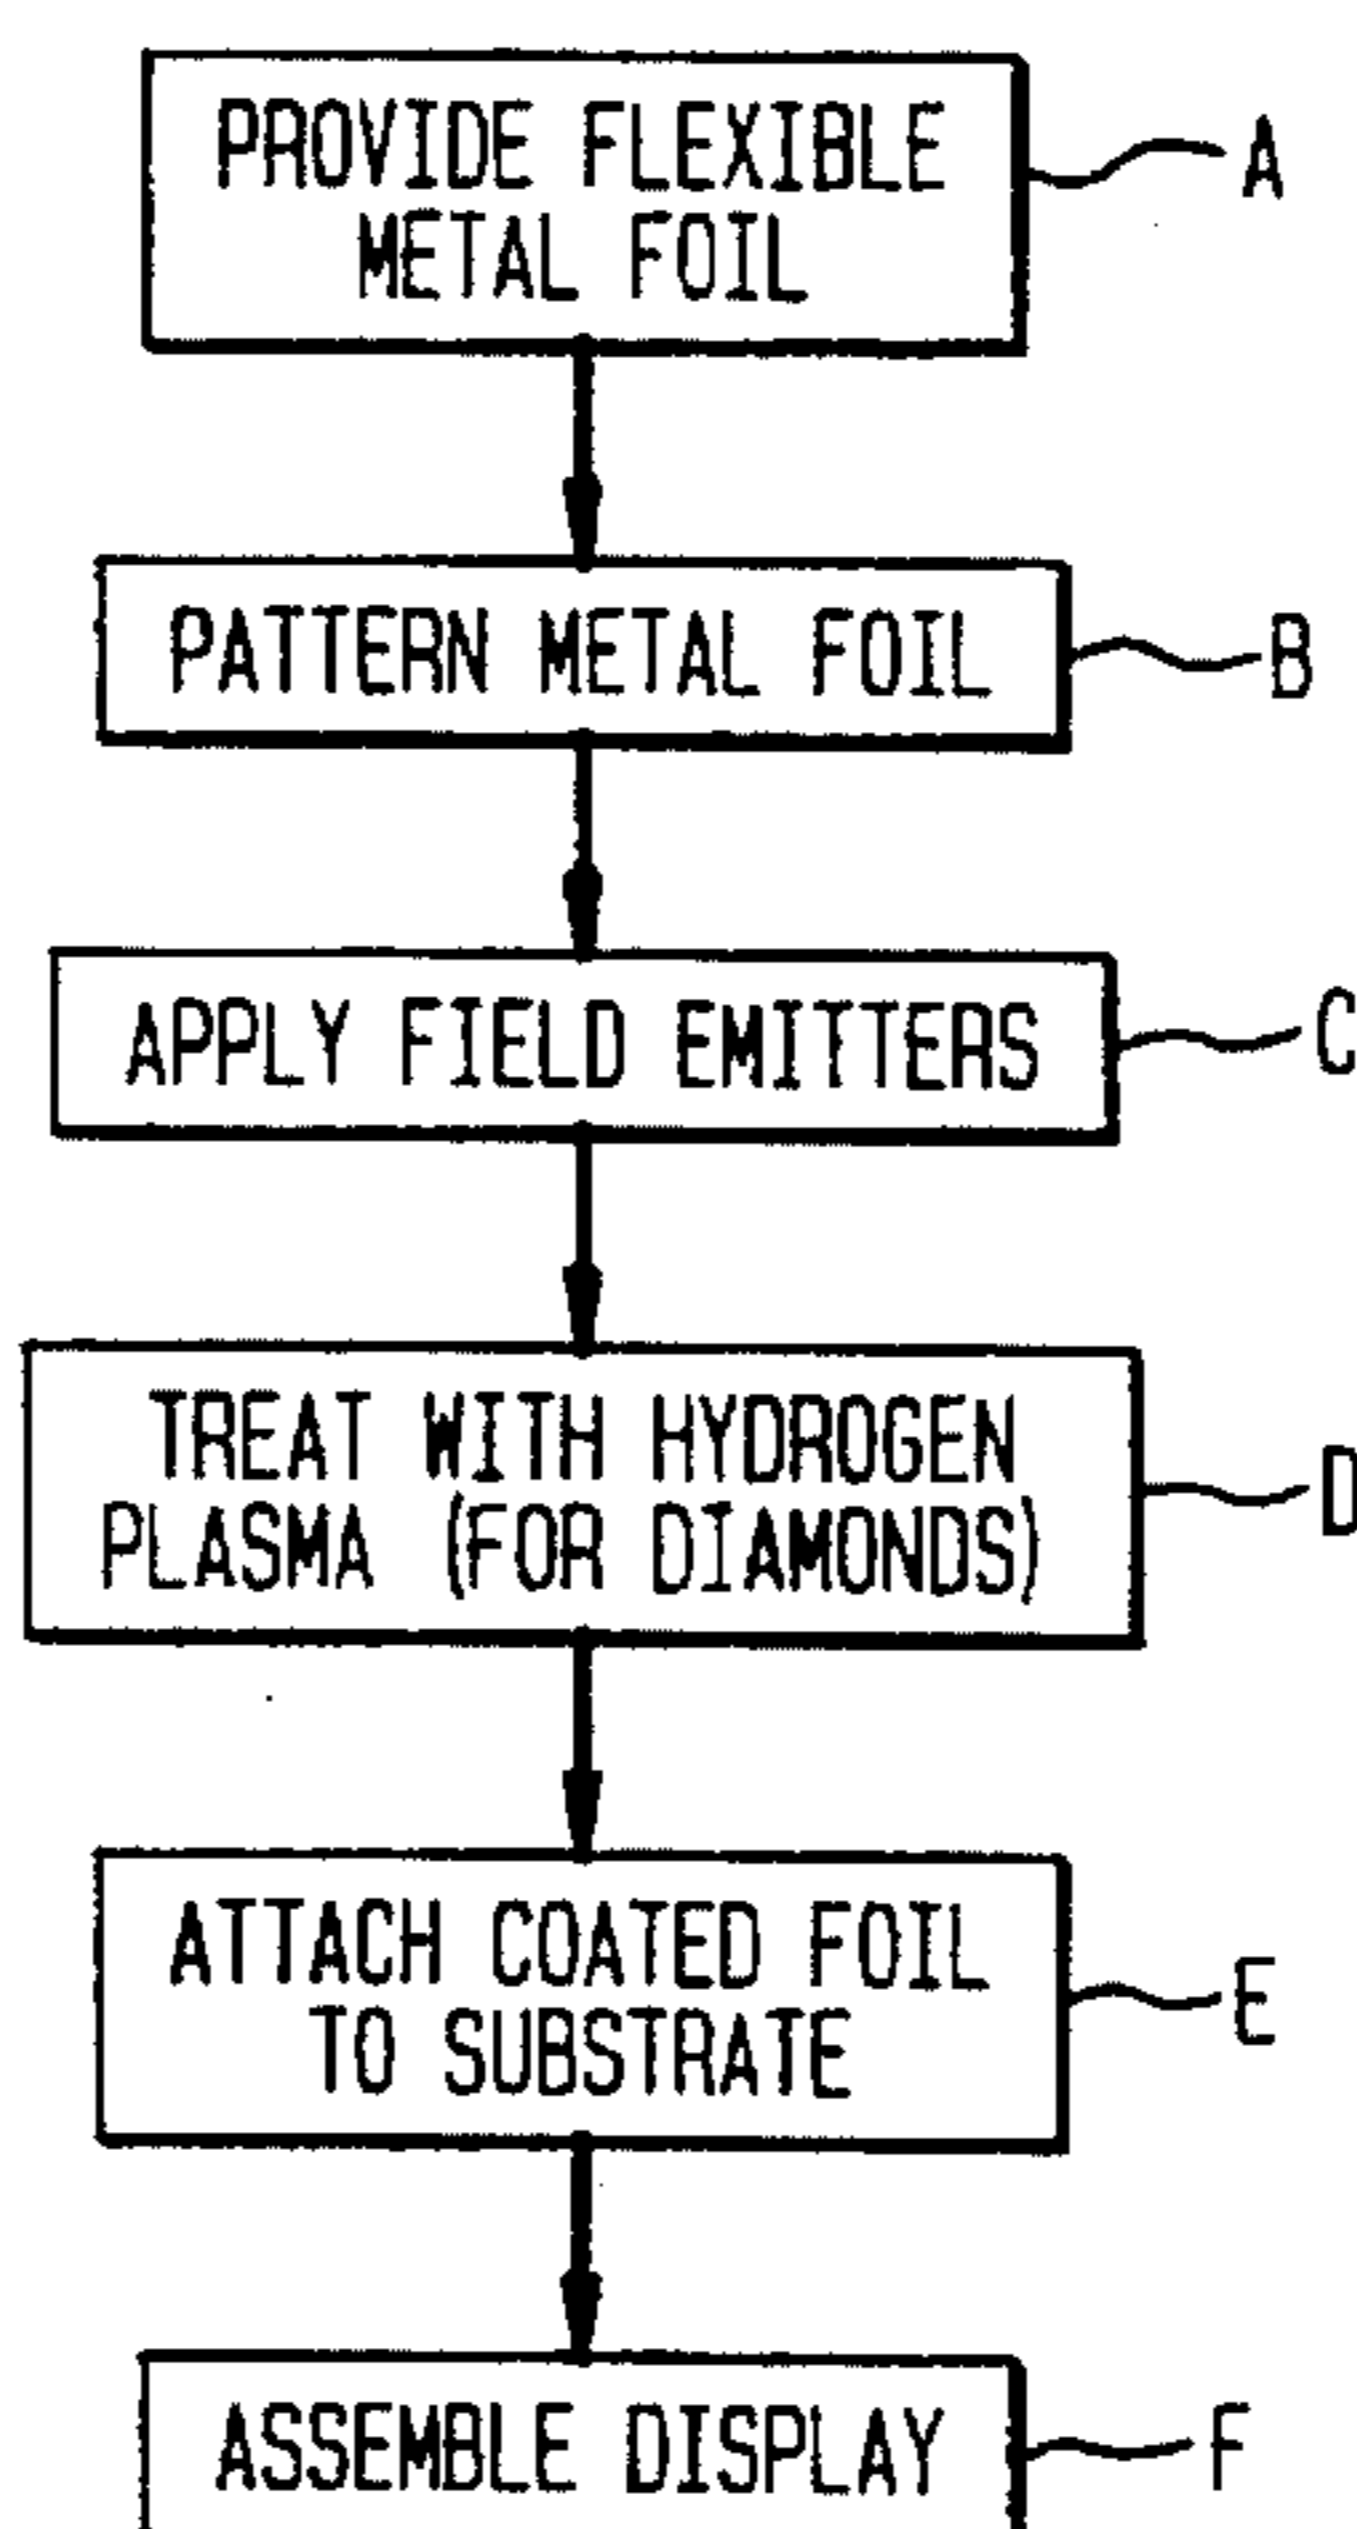 PROVIDE FLEXIBLE
METAL FOIL
A
PATTERN METAL FOIL
B
APPLY FIELD EMITTERS
C
TREAT WITH HYDROGEN
PLASMA (FOR DIAMONDS)
D
ATTACH COATED FOIL
TO SUBSTRATE
E
ASSEMBLE DISPLAY
F